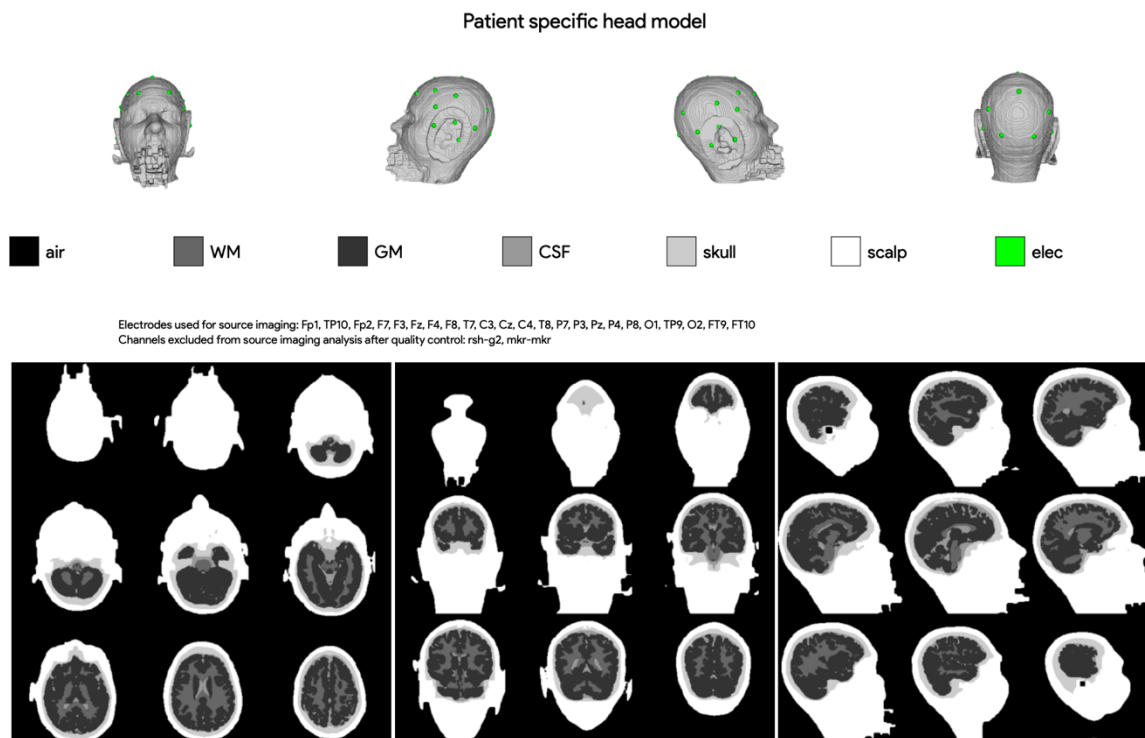 Patient specific head model
air
WM
GM
CSF
skull
scalp
elec
Electrodes used for source imaging: Fp1, TP10, Fp2, F7, F3, Fz, F4, F8, T7, C3, Cz, C4, T8, P7, P3, Pz, P4, P8, O1, TP9, O2, FT9, FT10
Channels excluded from source imaging analysis after quality control: rsh-g2, mkr-mkr